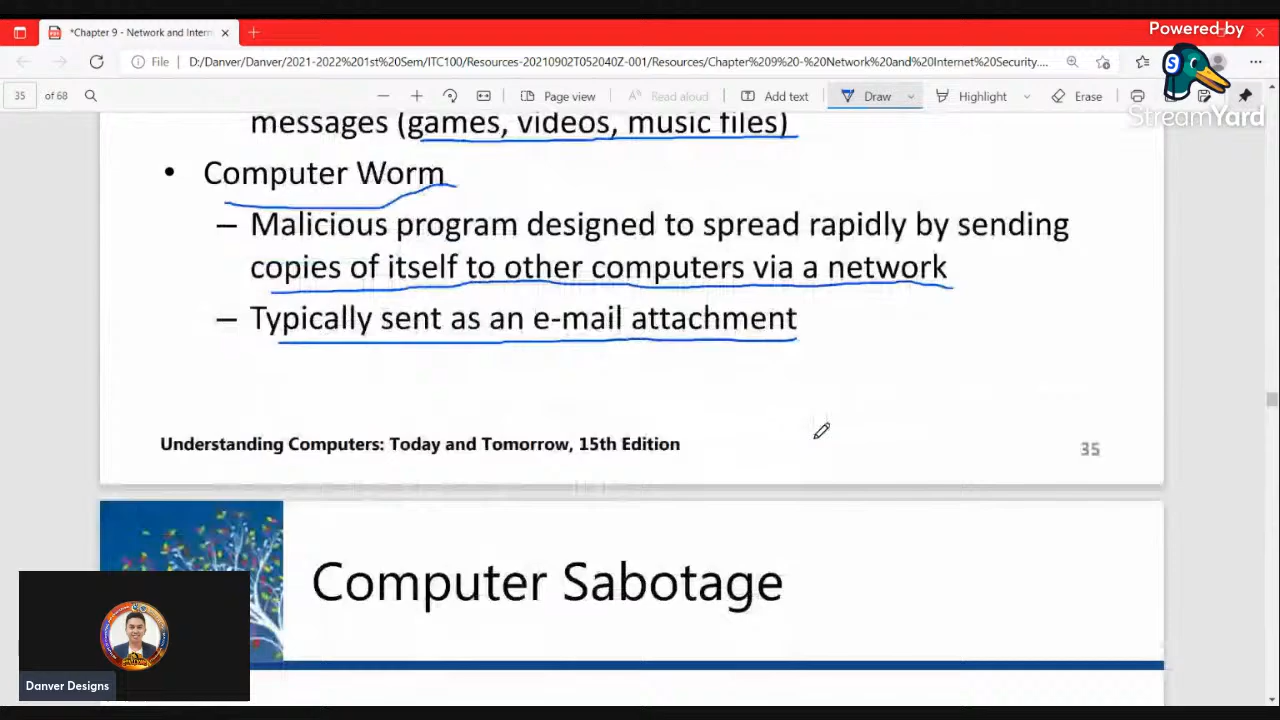 *Chapter 9 - Network and Intern
Powered by
File
D:/Danver/Danver/2021-2022%201st%20Sem/ITC100/Resources-20210902T052040Z-001/Resources/Chapter%209%20-%20Network%20and%20Internet%20Security....
StreamYard
35 of 68
Page view
Read aloud
Add text
Draw
Highlight
Erase
messages (games, videos, music files)
• Computer Worm
– Malicious program designed to spread rapidly by sending
copies of itself to other computers via a network
– Typically sent as an e-mail attachment
Understanding Computers: Today and Tomorrow, 15th Edition
35
Computer Sabotage
Danver Designs